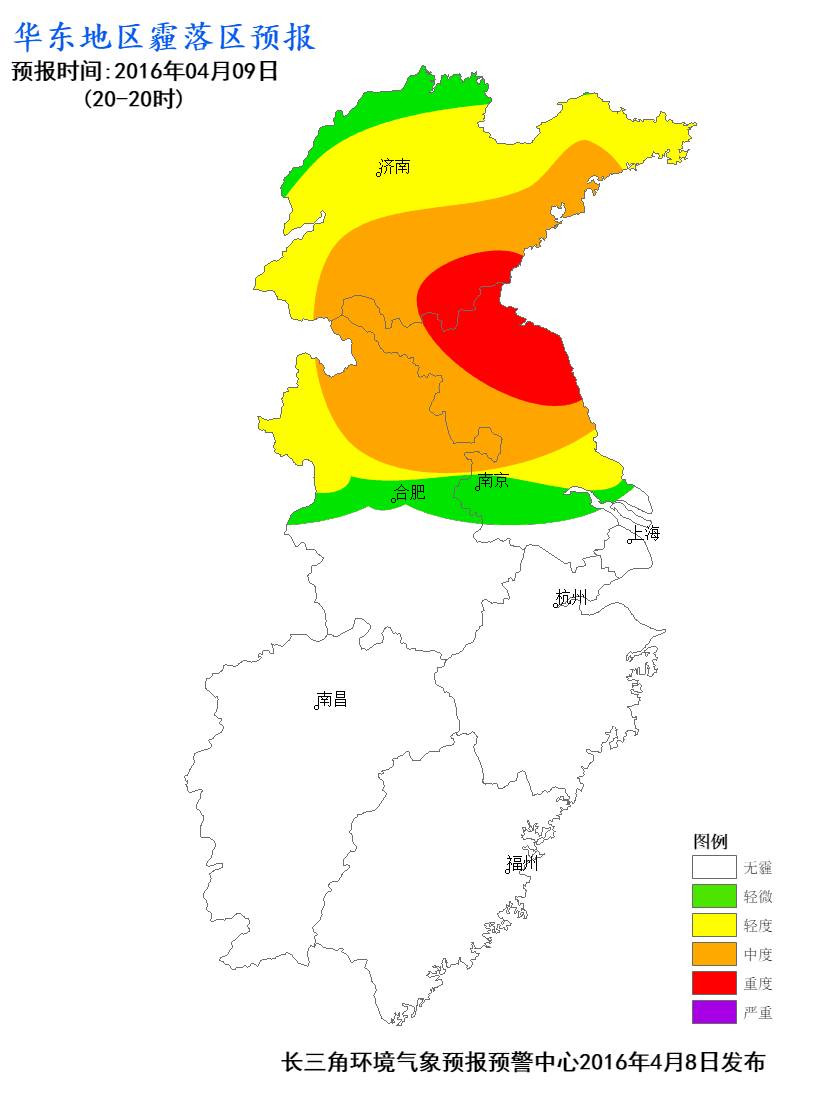 华东地区霾落区预报
预报时间:2016年04月09日
(20-20时)
济南
南京
合肥
上海
杭州
南昌
福州
图例
无霾
轻微
轻度
中度
重度
严重
长三角环境气象预报预警中心2016年4月8日发布